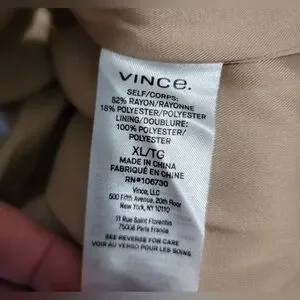 VINCE.
SELF/CORPS:
82% RAYON/RAYONNE
18% POLYESTER/POLYESTER
LINING/DOUBLURE:
100% POLYESTER/
POLYESTER
XL/TG
MADE IN CHINA
FABRIQUÉ EN CHINE
RN#106730
Vince, LLC
500 Fifth Avenue, 20th Floor
New York, NY 10110
11 Rue Saint Florentin
75008 Paris France
SEE REVERSE FOR CARE
VOIR AU VERSO POUR LES SOINS